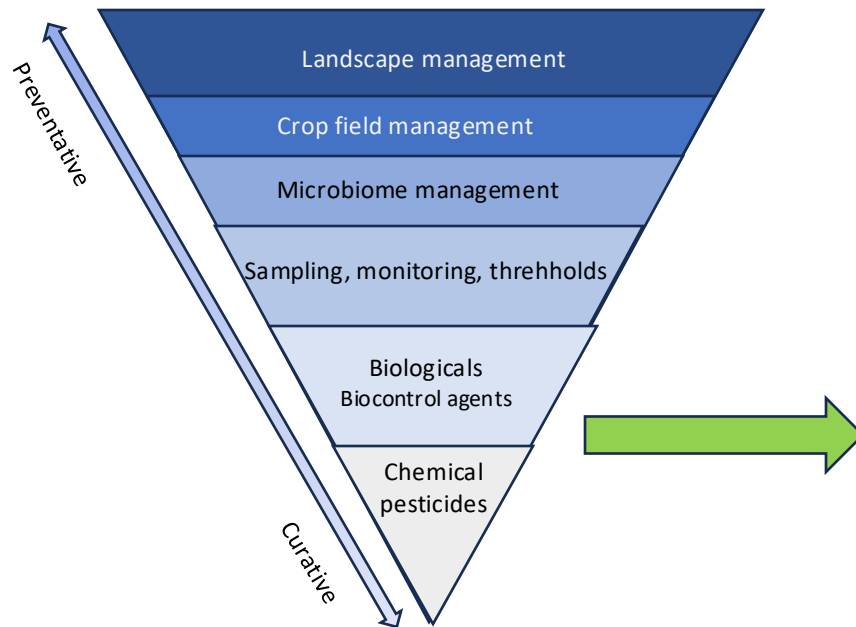 Landscape management
Crop field management
Microbiome management
Sampling, monitoring, threhholds
Biologicals
Biocontrol agents
Chemical
pesticides
Preventative
Curative